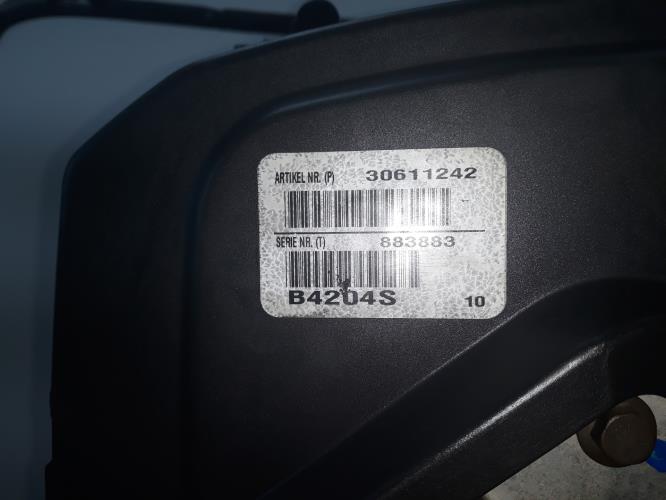 ARTIKEL NR. (P) 30611242
SERIE NR. (T) 883883
B4204S 10